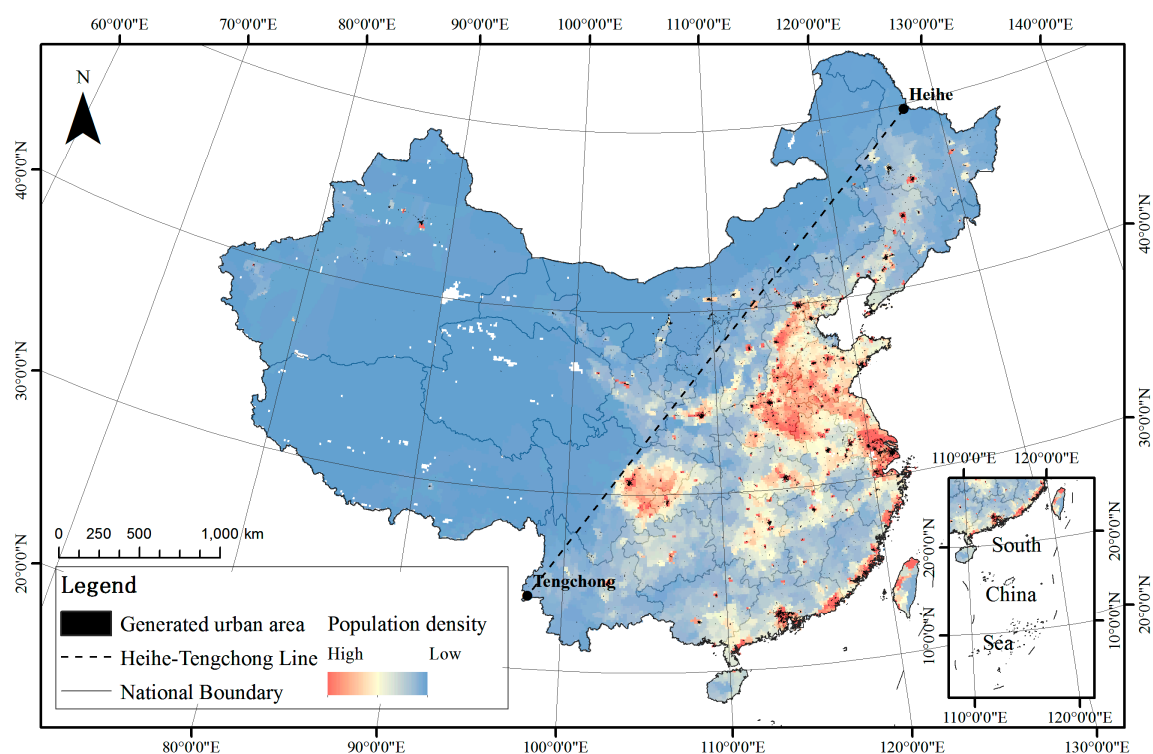 60°0'0"E 70°0'0"E 80°0'0"E 90°0'0"E 100°0'0"E 110°0'0"E 120°0'0"E 130°0'0"E 140°0'0"E
N
Heihe
40°0'0"N
40°0'0"N
30°0'0"N
30°0'0"N
110°0'0"E 120°0'0"E
0 250 500 1,000 km
20°0'0"N
20°0'0"N
20°0'0"N
South
China
Sea
10°0'0"N
10°0'0"N
20°0'0"N
110°0'0"E 120°0'0"E
Tengchong
Legend
Generated urban area
Heihe-Tengchong Line
National Boundary
Population density
High Low
80°0'0"E 90°0'0"E 100°0'0"E 110°0'0"E 120°0'0"E 130°0'0"E